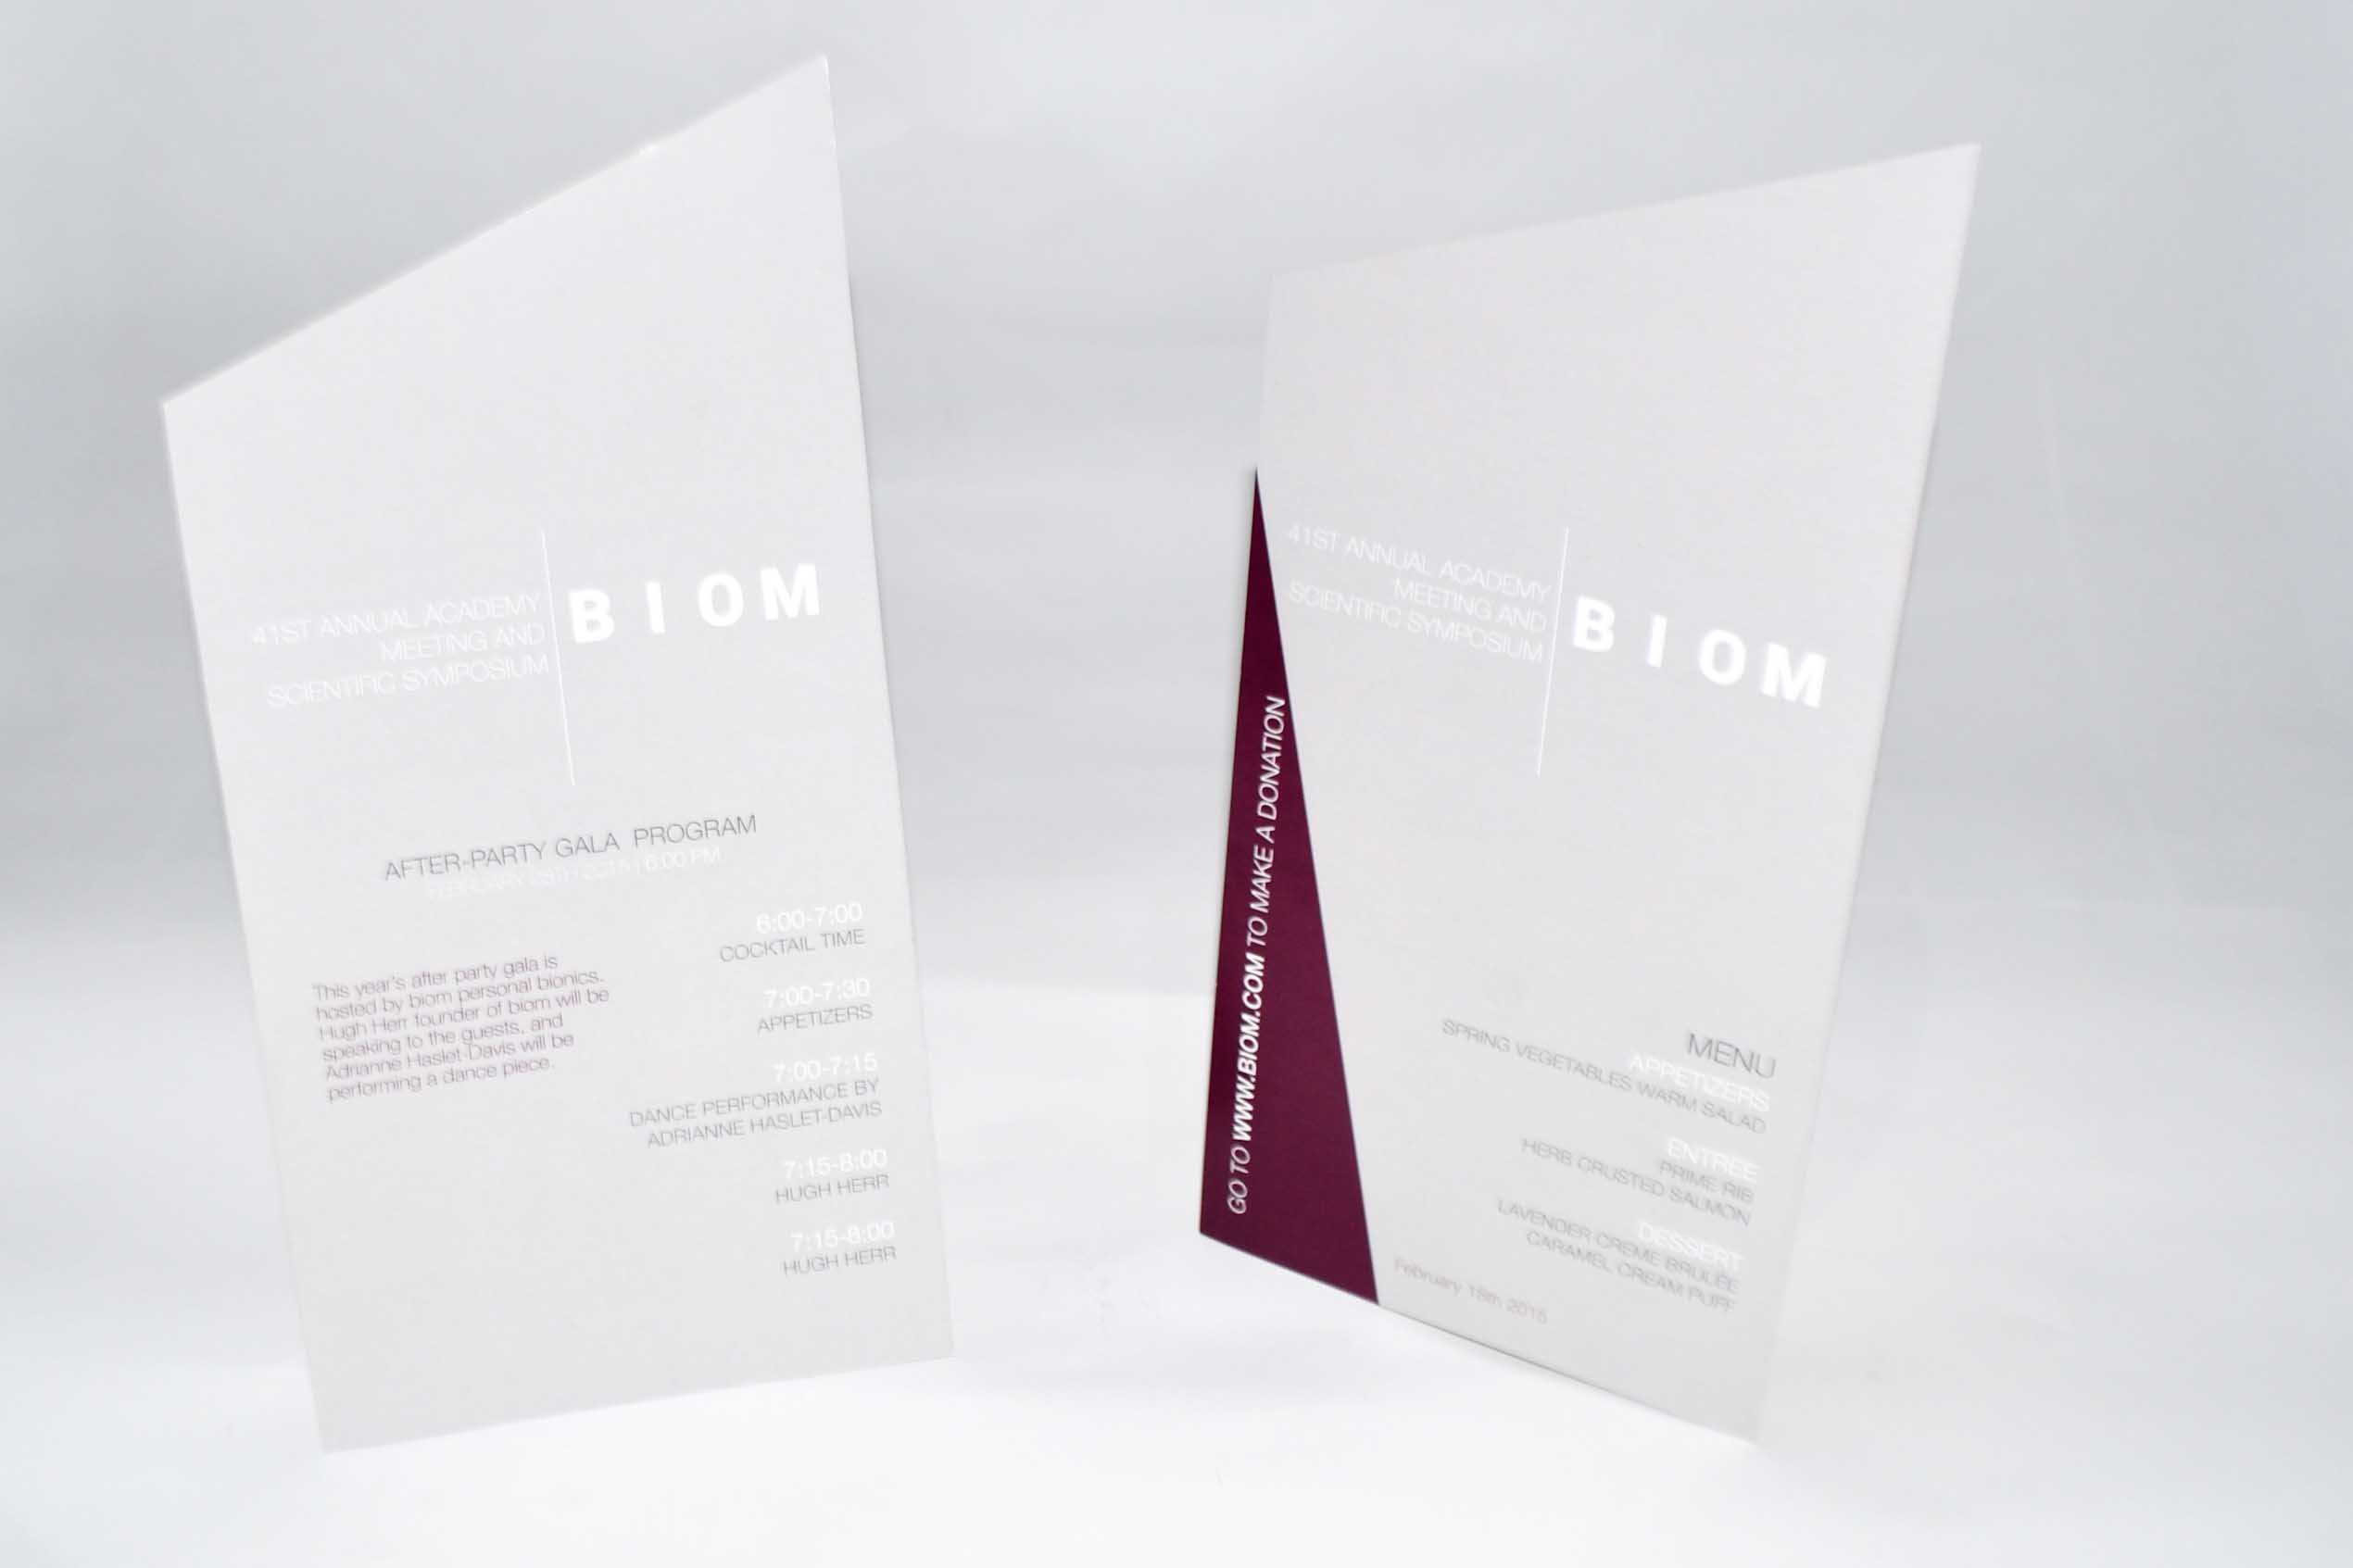 41ST ANNUAL ACADEMY
MEETING AND
SCIENTIFIC SYMPOSIUM
BIOM
AFTER-PARTY GALA PROGRAM
2015 | 6:00 PM
This year's after party gala is
hosted by biom personal bionics.
Hugh Herr founder of biom will be
speaking to the guests, and
Adrianne Haslet-Davis will be
performing a dance piece.
6:00-7:00
COCKTAIL TIME
7:00-7:30
APPETIZERS
7:00-7:15
DANCE PERFORMANCE BY
ADRIANNE HASLET-DAVIS
7:15-8:00
HUGH HERR
7:15-8:00
HUGH HERR
41ST ANNUAL ACADEMY
MEETING AND
SCIENTIFIC SYMPOSIUM
BIOM
GO TO WWW.BIOM.COM TO MAKE A DONATION
MENU
APPETIZERS
SPRING VEGETABLES WARM SALAD
ENTREE
PRIME RIB
HERB CRUSTED SALMON
DESSERT
LAVENDER CREME BRULEE
CARAMEL CREAM PUFF
February 18th 2015